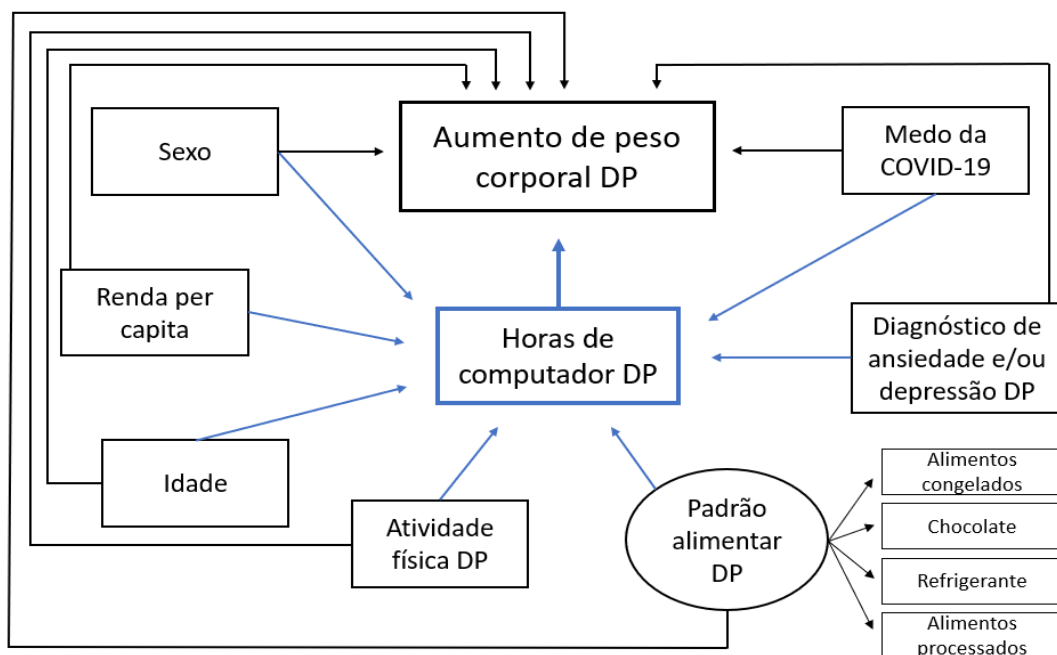 Aumento de peso
corporal DP
Sexo
Medo da
COVID-19
Renda per
capita
Horas de
computador DP
Diagnóstico de
ansiedade e/ou
depressão DP
Idade
Atividade
física DP
Padrão
alimentar
DP
Alimentos
congelados
Chocolate
Refrigerante
Alimentos
processados